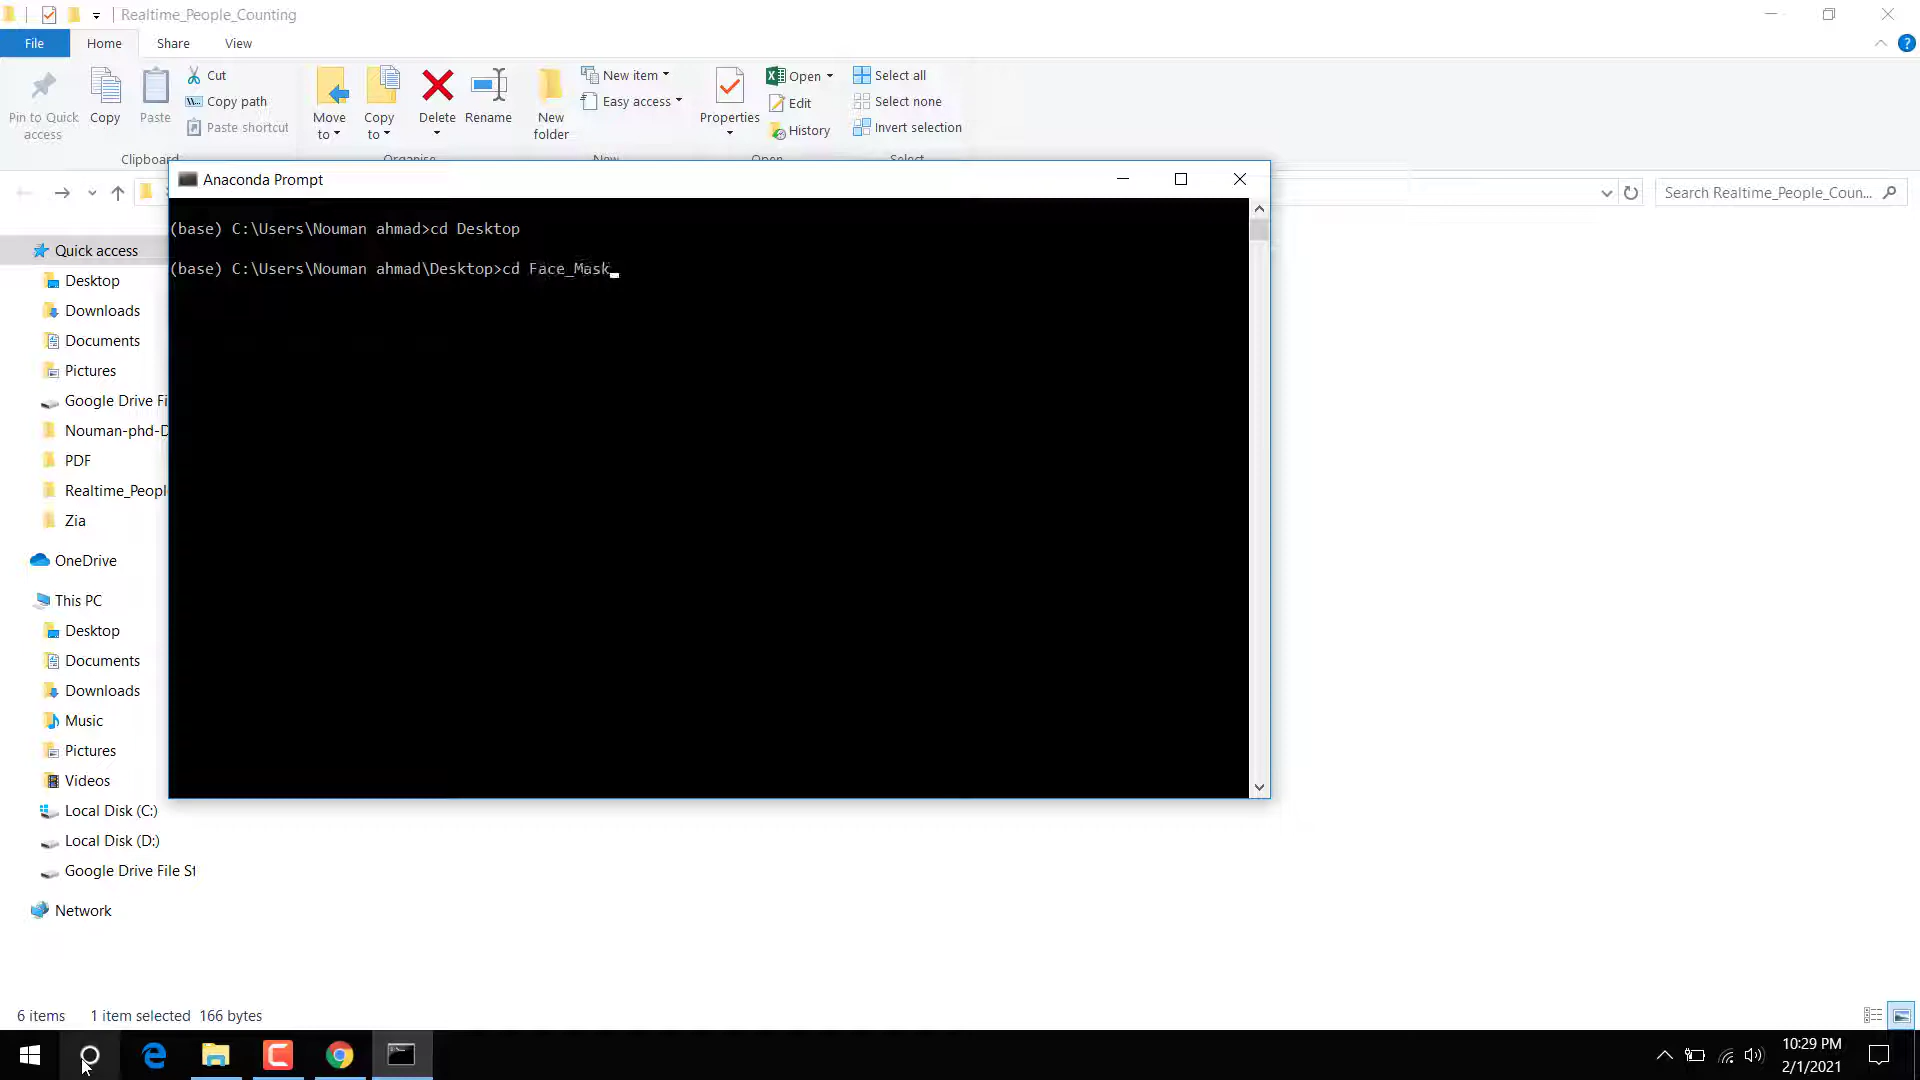 Realtime_People_Counting
File Home Share View
Pin to Quick access
Copy
Paste
Cut
Copy path
Paste shortcut
Clipboard
Move to
Copy to
Delete
Rename
Organise
New folder
New item
Easy access
New
Properties
Open
Edit
History
Open
Select all
Select none
Invert selection
Select
Search Realtime_People_Coun...
Anaconda Prompt
(base) C:\Users\Nouman ahmad>cd Desktop
(base) C:\Users\Nouman ahmad\Desktop>cd Face_Mask
Quick access
Desktop
Downloads
Documents
Pictures
Google Drive Fi
Nouman-phd-D
PDF
Realtime_Peopl
Zia
OneDrive
This PC
Desktop
Documents
Downloads
Music
Pictures
Videos
Local Disk (C:)
Local Disk (D:)
Google Drive File St
Network
6 items 1 item selected 166 bytes
10:29 PM
2/1/2021